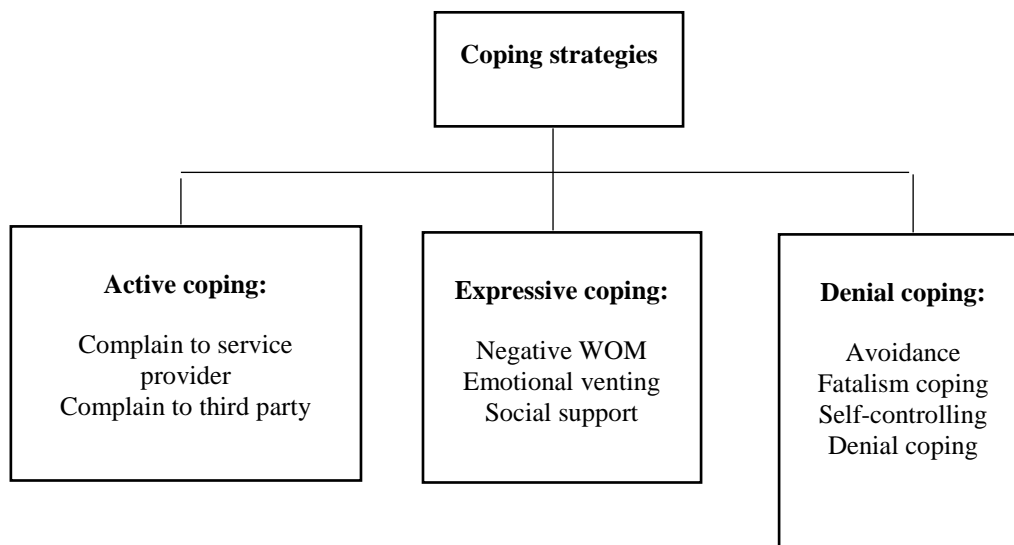 Coping strategies
Active coping:
Complain to service
provider
Complain to third party
Expressive coping:
Negative WOM
Emotional venting
Social support
Denial coping:
Avoidance
Fatalism coping
Self-controlling
Denial coping